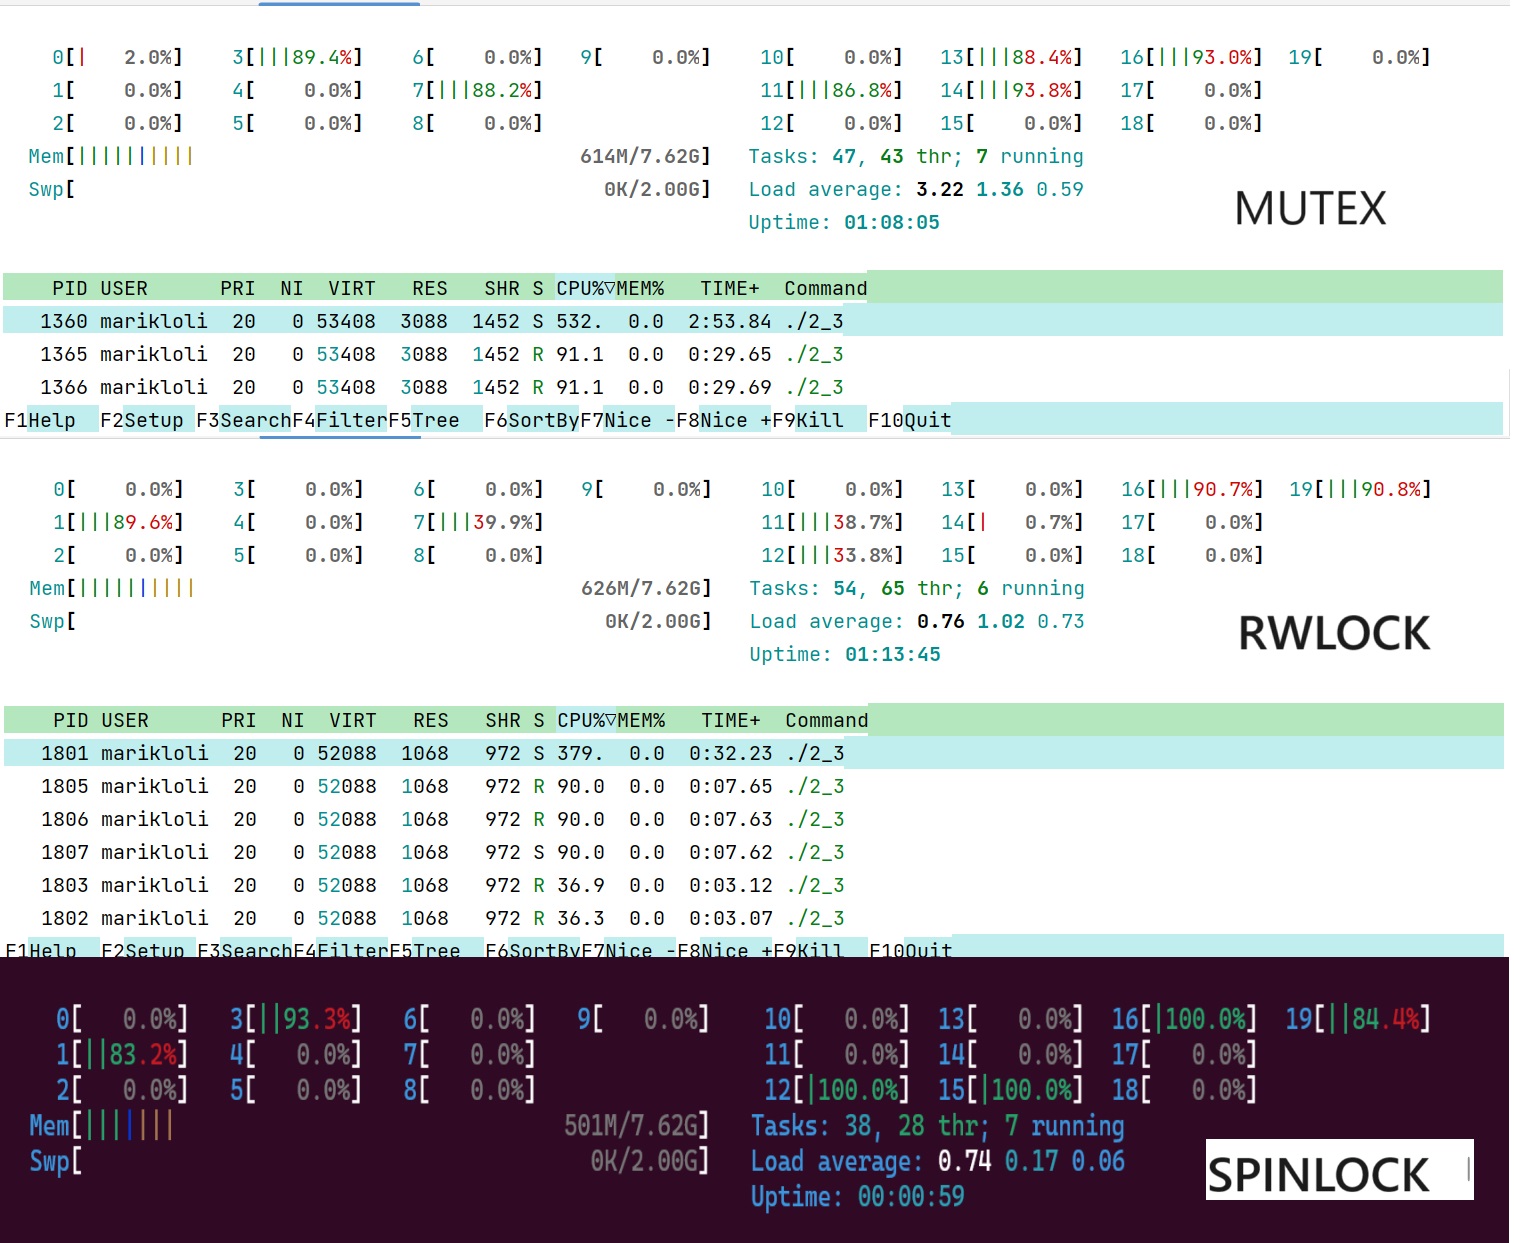 0[|   2.0%]   3[|||89.4%]   6[   0.0%]   9[   0.0%]   10[   0.0%]   13[|||88.4%]   16[|||93.0%]   19[   0.0%]
1[   0.0%]   4[   0.0%]   7[|||88.2%]   11[|||86.8%]   14[|||93.8%]   17[   0.0%]
2[   0.0%]   5[   0.0%]   8[   0.0%]   12[   0.0%]   15[   0.0%]   18[   0.0%]
Mem[||||||||||   614M/7.62G]   Tasks: 47, 43 thr; 7 running
Swp[   0K/2.00G]   Load average: 3.22 1.36 0.59
MUTEX
Uptime: 01:08:05
PID USER   PRI NI VIRT RES SHR S CPU%▽MEM% TIME+ Command
1360 marikloli 20 0 53408 3088 1452 S 532. 0.0 2:53.84 ./2_3
1365 marikloli 20 0 53408 3088 1452 R 91.1 0.0 0:29.65 ./2_3
1366 marikloli 20 0 53408 3088 1452 R 91.1 0.0 0:29.69 ./2_3
F1Help F2Setup F3SearchF4FilterF5Tree F6SortByF7Nice -F8Nice +F9Kill F10Quit
0[   0.0%]   3[   0.0%]   6[   0.0%]   9[   0.0%]   10[   0.0%]   13[   0.0%]   16[|||90.7%]   19[|||90.8%]
1[|||89.6%]   4[   0.0%]   7[|||39.9%]   11[|||38.7%]   14[|   0.7%]   17[   0.0%]
2[   0.0%]   5[   0.0%]   8[   0.0%]   12[|||33.8%]   15[   0.0%]   18[   0.0%]
Mem[||||||||||   626M/7.62G]   Tasks: 54, 65 thr; 6 running
Swp[   0K/2.00G]   Load average: 0.76 1.02 0.73
RWLOCK
Uptime: 01:13:45
PID USER   PRI NI VIRT RES SHR S CPU%▽MEM% TIME+ Command
1801 marikloli 20 0 52088 1068 972 S 379. 0.0 0:32.23 ./2_3
1805 marikloli 20 0 52088 1068 972 R 90.0 0.0 0:07.65 ./2_3
1806 marikloli 20 0 52088 1068 972 R 90.0 0.0 0:07.63 ./2_3
1807 marikloli 20 0 52088 1068 972 S 90.0 0.0 0:07.62 ./2_3
1803 marikloli 20 0 52088 1068 972 R 36.9 0.0 0:03.12 ./2_3
1802 marikloli 20 0 52088 1068 972 R 36.3 0.0 0:03.07 ./2_3
F1Help F2Setup F3SearchF4FilterF5Tree F6SortByF7Nice -F8Nice +F9Kill F10Quit
0[   0.0%]   3[||93.3%]   6[   0.0%]   9[   0.0%]   10[   0.0%]   13[   0.0%]   16[|100.0%]   19[||84.4%]
1[||83.2%]   4[   0.0%]   7[   0.0%]   11[   0.0%]   14[   0.0%]   17[   0.0%]
2[   0.0%]   5[   0.0%]   8[   0.0%]   12[|100.0%]   15[|100.0%]   18[   0.0%]
Mem[|||||||   501M/7.62G]   Tasks: 38, 28 thr; 7 running
Swp[   0K/2.00G]   Load average: 0.74 0.17 0.06
SPINLOCK
Uptime: 00:00:59